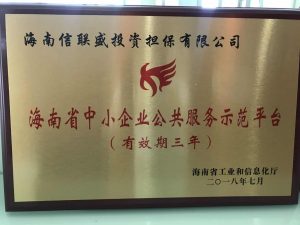 海南信联盛投资担保有限公司
海南省中小企业公共服务示范平台
（有效期三年）
海南省工业和信息化厅
二〇一八年七月